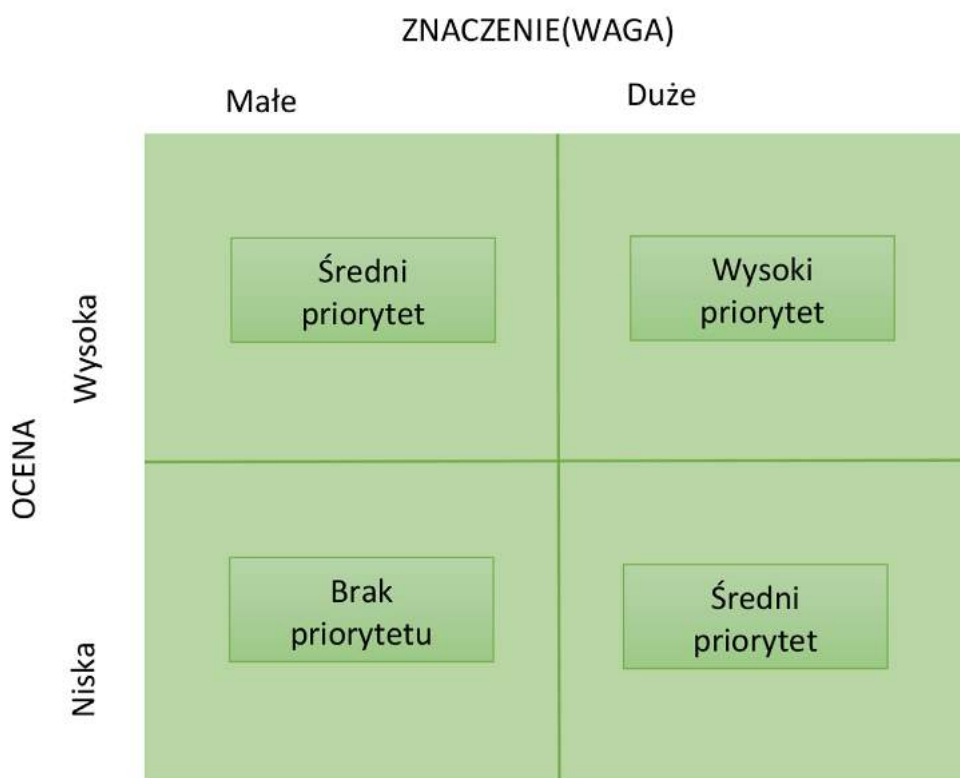 ZNACZENIE(WAGA)
Małe
Duże
OCENA
Wysoka
Średni
priorytet
Wysoki
priorytet
Niska
Brak
priorytetu
Średni
priorytet